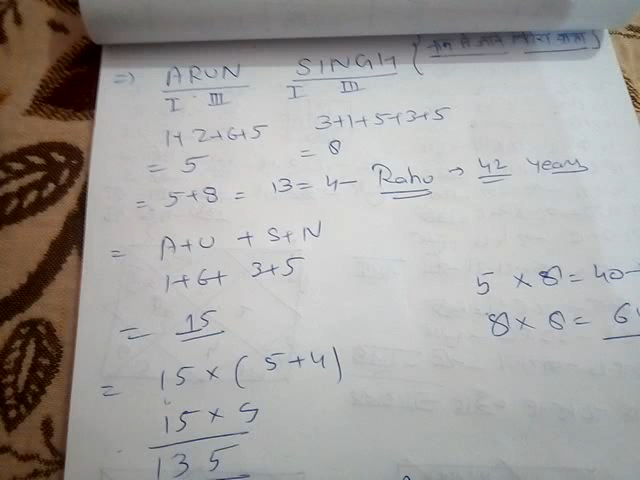 ⇒ ARUN SINGH (
I III I III
1+2+6+5 3+1+5+3+5
= 5 = 8
= 5+8 = 13 = 4 - Rahu → 42 years
= A+U + S+N
1+6+ 3+5
= 15
= 15 × (5+4)
15 × 9
135
5 × 8 = 40
8 × 8 = 64